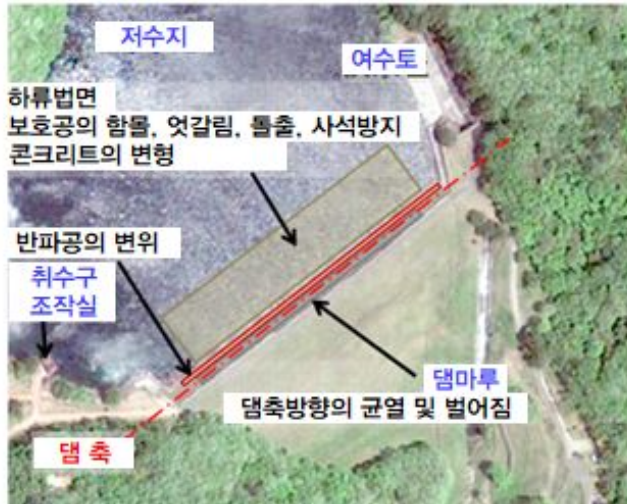 저수지
여수토
하류법면
보호공의 함몰, 엇갈림, 돌출, 사석방지
콘크리트의 변형
반파공의 변위
취수구
조작실
댐마루
댐축방향의 균열 및 벌어짐
댐 축